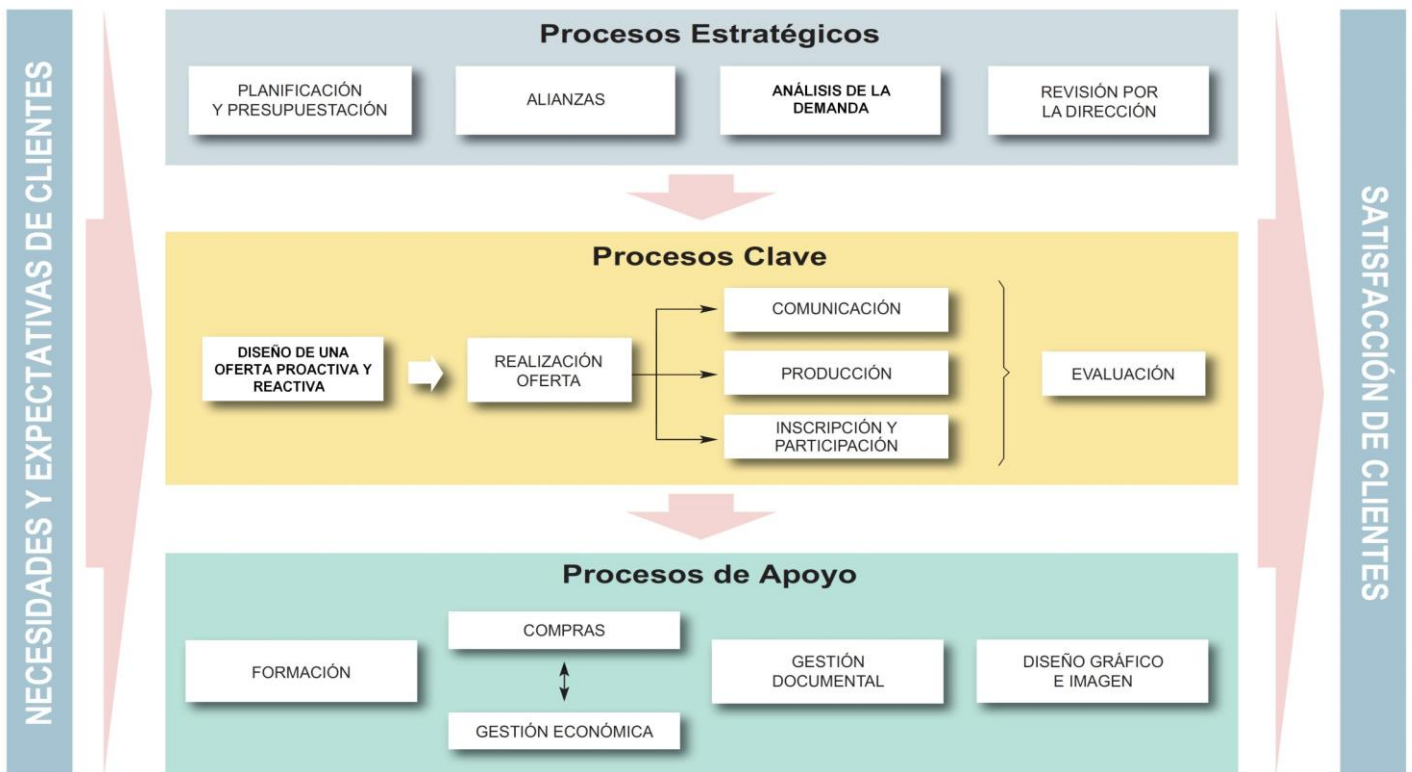 NECESIDADES Y EXPECTATIVAS DE CLIENTES
Procesos Estratégicos
PLANIFICACIÓN
Y PRESUPUESTACIÓN
ALIANZAS
ANÁLISIS DE LA
DEMANDA
REVISIÓN POR
LA DIRECCIÓN
Procesos Clave
DISEÑO DE UNA
OFERTA PROACTIVA Y
REACTIVA
REALIZACIÓN
OFERTA
COMUNICACIÓN
PRODUCCIÓN
INSCRIPCIÓN Y
PARTICIPACIÓN
EVALUACIÓN
Procesos de Apoyo
FORMACIÓN
COMPRAS
GESTIÓN ECONÓMICA
GESTIÓN
DOCUMENTAL
DISEÑO GRÁFICO
E IMAGEN
SATISFACCIÓN DE CLIENTES